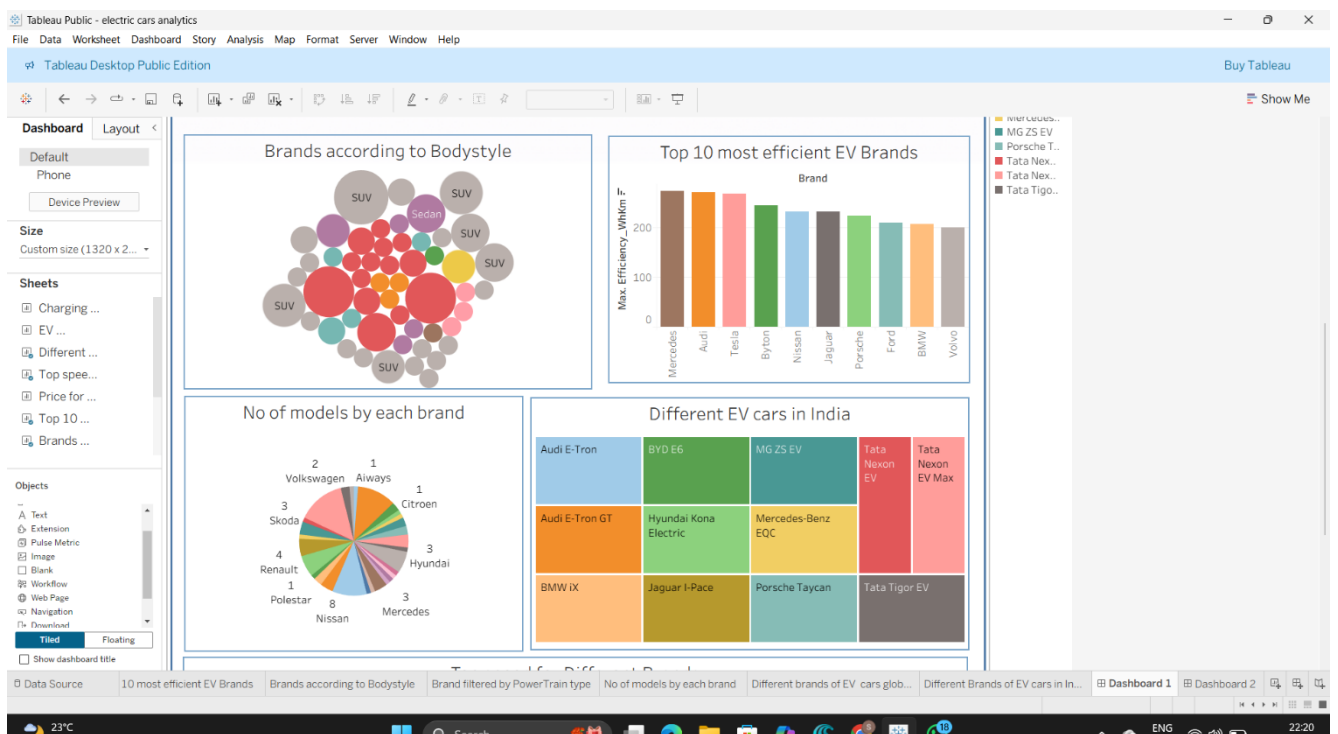 Tableau Public - electric cars analytics
File Data Worksheet Dashboard Story Analysis Map Format Server Window Help
Tableau Desktop Public Edition
Buy Tableau
Show Me
Dashboard Layout
Default
Phone
Device Preview
Size
Custom size (1320 x 2...
Sheets
Charging ...
EV ...
Different ...
Top spee...
Price for ...
Top 10 ...
Brands ...
Objects
Text
Extension
Pulse Metric
Image
Blank
Workflow
Web Page
Navigation
Download
Tiled Floating
Show dashboard title
Brands according to Bodystyle
SUV
SUV
Sedan
SUV
SUV
SUV
SUV
Top 10 most efficient EV Brands
Brand
Max. Efficiency_WhKm F
200
100
0
Mercedes
Audi
Tesla
Byton
Nissan
Jaguar
Porsche
Ford
BMW
Volvo
Mercedes..
MG ZS EV
Porsche T..
Tata Nex..
Tata Nex..
Tata Tigo..
No of models by each brand
2
Volkswagen
1
Aiways
1
Citroen
3
Skoda
3
Hyundai
4
Renault
1
Polestar
8
Nissan
3
Mercedes
Different EV cars in India
Audi E-Tron
BYD E6
MG ZS EV
Tata
Nexon
EV
Tata
Nexon
EV Max
Audi E-Tron GT
Hyundai Kona
Electric
Mercedes-Benz
EQC
BMW iX
Jaguar I-Pace
Porsche Taycan
Tata Tigor EV
Data Source
10 most efficient EV Brands
Brands according to Bodystyle
Brand filtered by PowerTrain type
No of models by each brand
Different brands of EV cars glob...
Different Brands of EV cars in In...
Dashboard 1
Dashboard 2
23°C
Search
18
ENG
22:20